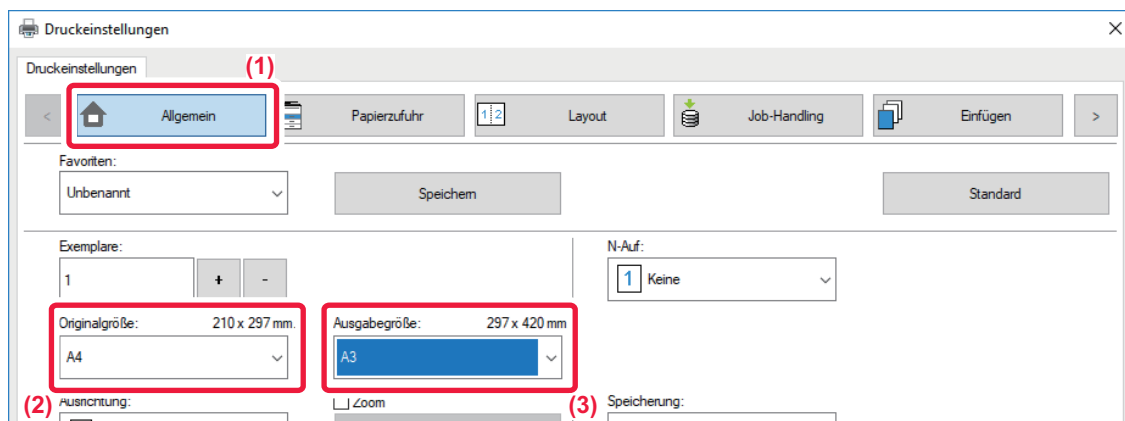 Druckeinstellungen
Druckeinstellungen
(1)
< Allgemein Papierzufuhr 1 2 Layout Job-Handling Einfügen >
Favoriten:
Unbenannt Speichern Standard
Exemplare: N-Auf:
1 + - 1 Keine
Originalgröße: 210 x 297 mm. Ausgabegröße: 297 x 420 mm
A4 A3
(2) Ausrichtung: Zoom (3) Speicherung: